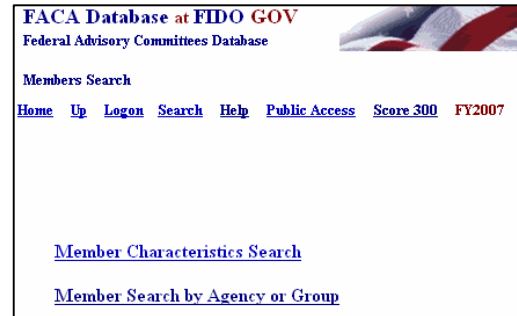 FACA Database at FIDO GOV
Federal Advisory Committees Database
Members Search
Home Up Logon Search Help Public Access Score 300 FY2007
Member Characteristics Search
Member Search by Agency or Group